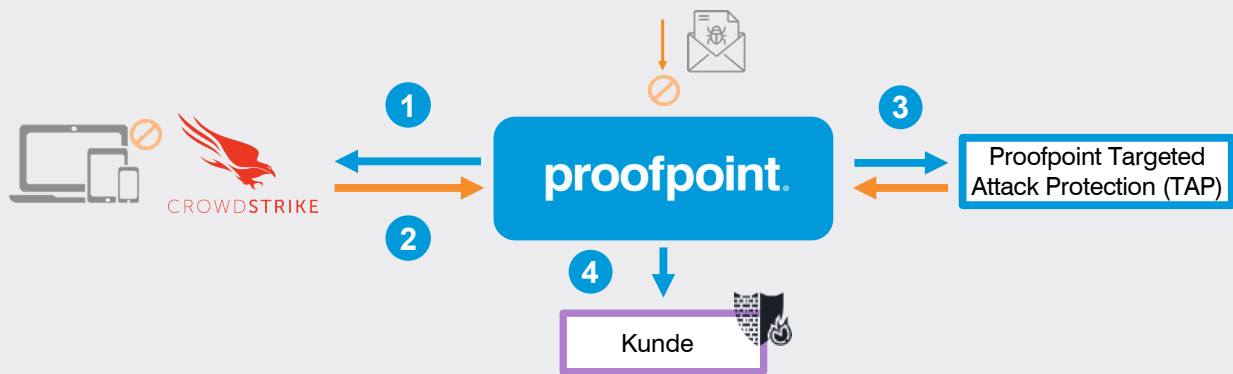 1
3
proofpoint.
Proofpoint Targeted
Attack Protection (TAP)
CROWDSTRIKE
2
4
Kunde